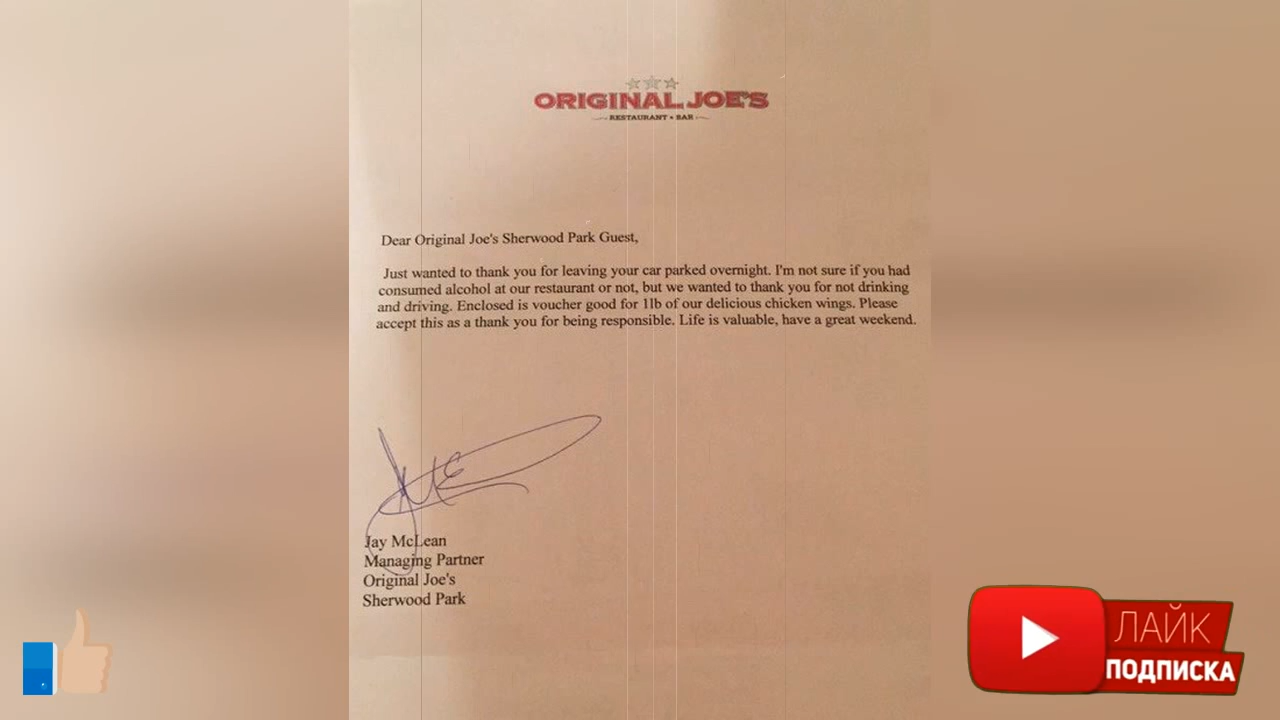 ORIGINAL JOE'S
RESTAURANT • BAR
Dear Original Joe's Sherwood Park Guest,
Just wanted to thank you for leaving your car parked overnight. I'm not sure if you had
consumed alcohol at our restaurant or not, but we wanted to thank you for not drinking
and driving. Enclosed is voucher good for 1lb of our delicious chicken wings. Please
accept this as a thank you for being responsible. Life is valuable, have a great weekend.
Jay McLean
Managing Partner
Original Joe's
Sherwood Park
ЛАЙК
ПОДПИСКА